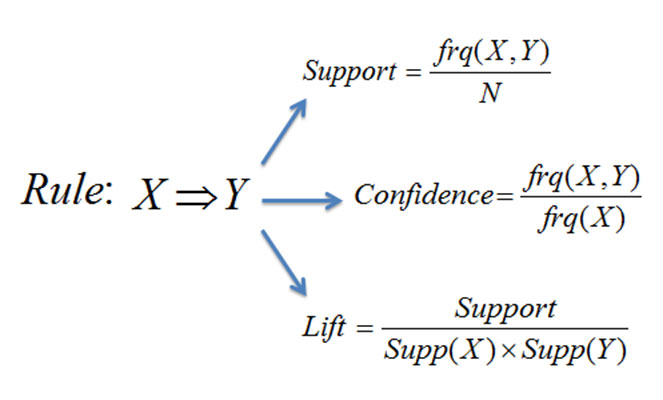 Support = frq(X,Y) / N
Rule: X ⇒ Y
Confidence = frq(X,Y) / frq(X)
Lift = Support / Supp(X) × Supp(Y)